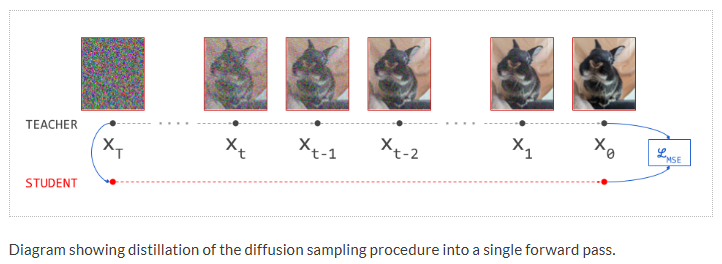 TEACHER
x_T x_t x_t-1 x_t-2 x_1 x_0
ℒ_MSE
STUDENT
Diagram showing distillation of the diffusion sampling procedure into a single forward pass.